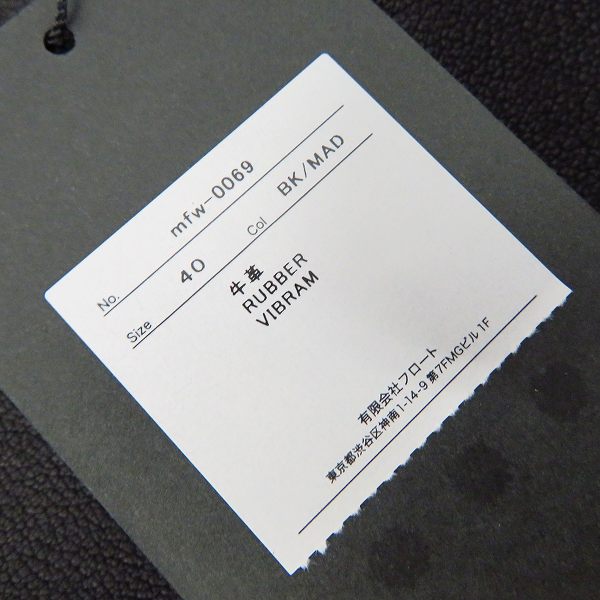 No. mfw-0069
Size 40 Col BK/MAD
牛革
RUBBER
VIBRAM
有限会社フロート
東京都渋谷区神南1-14-9 第7FMGビル 1F